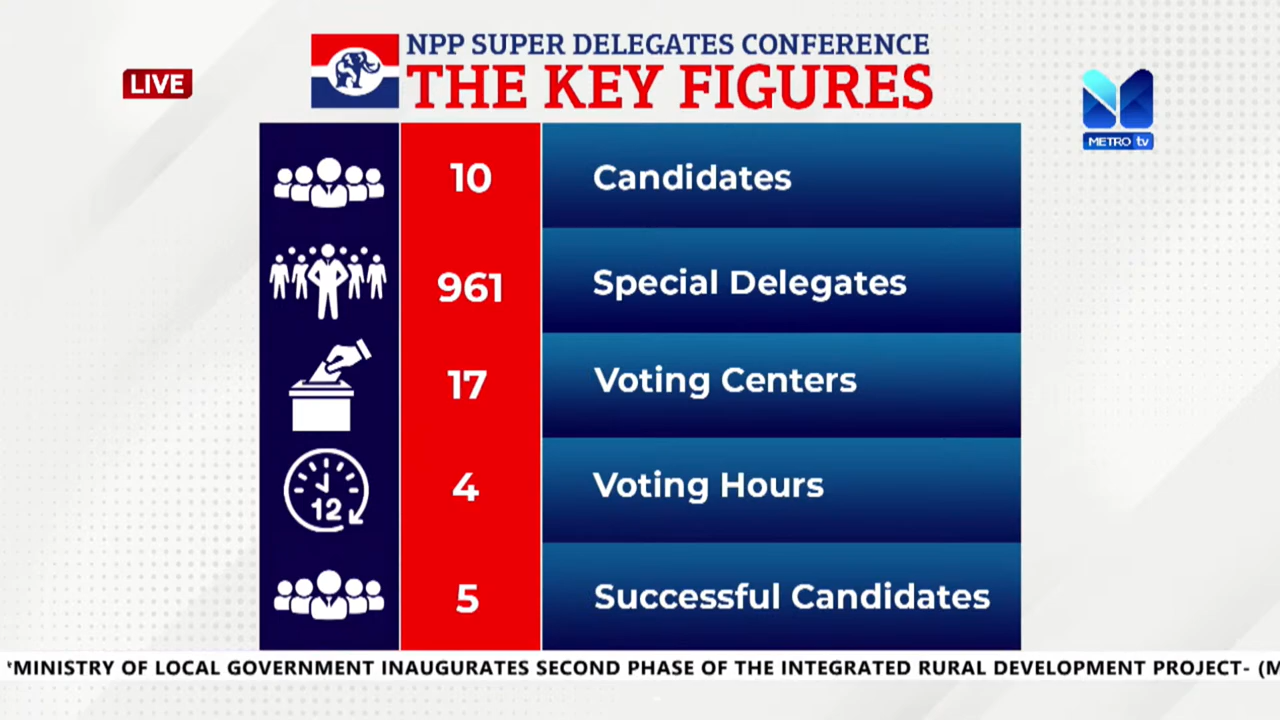 LIVE
NPP SUPER DELEGATES CONFERENCE
THE KEY FIGURES
METRO tv
10 Candidates
961 Special Delegates
17 Voting Centers
12
4 Voting Hours
5 Successful Candidates
*MINISTRY OF LOCAL GOVERNMENT INAUGURATES SECOND PHASE OF THE INTEGRATED RURAL DEVELOPMENT PROJECT- (M